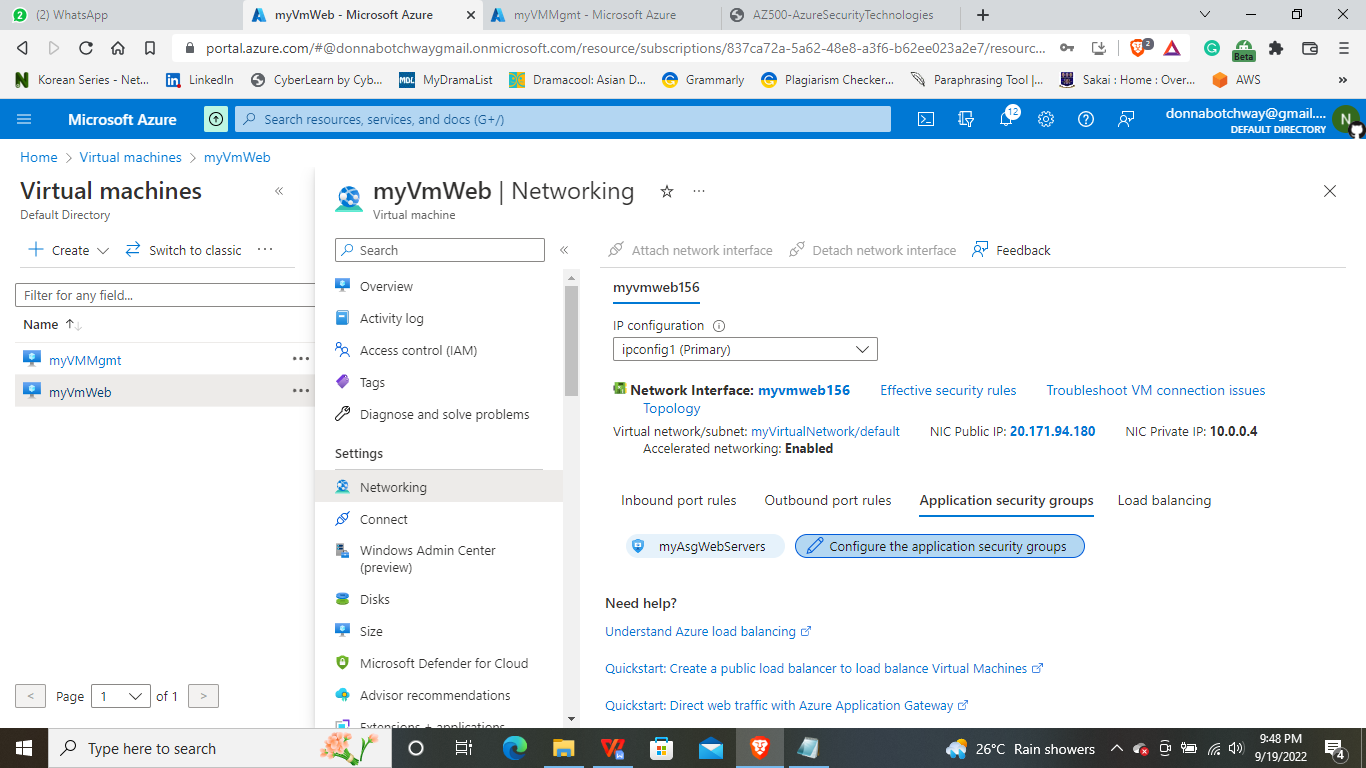 (2) WhatsApp
myVmWeb - Microsoft Azure
myVMMgmt - Microsoft Azure
AZ500-AzureSecurityTechnologies
portal.azure.com/#@donnabotchwaygmail.onmicrosoft.com/resource/subscriptions/837ca72a-5a62-48e8-a3f6-b62ee023a2e7/resourc...
2
Beta
Korean Series - Net...
LinkedIn
CyberLearn by Cyb...
MDL MyDramaList
Dramacool: Asian D...
Grammarly
Plagiarism Checker...
Paraphrasing Tool |...
Sakai : Home : Over...
AWS
»
Microsoft Azure
Search resources, services, and docs (G+/)
12
donnabotchway@gmail....
DEFAULT DIRECTORY
N
Home > Virtual machines > myVmWeb
Virtual machines «
Default Directory
+ Create
Switch to classic ...
Filter for any field...
Name ↑↓
myVMMgmt ...
myVmWeb ...
< Page 1 of 1 >
myVmWeb | Networking ...
Virtual machine
Search «
Overview
Activity log
Access control (IAM)
Tags
Diagnose and solve problems
Settings
Networking
Connect
Windows Admin Center
(preview)
Disks
Size
Microsoft Defender for Cloud
Advisor recommendations
Extensions + applications
Attach network interface
Detach network interface
Feedback
myvmweb156
IP configuration
ipconfig1 (Primary)
Network Interface: myvmweb156 Effective security rules Troubleshoot VM connection issues
Topology
Virtual network/subnet: myVirtualNetwork/default NIC Public IP: 20.171.94.180 NIC Private IP: 10.0.0.4
Accelerated networking: Enabled
Inbound port rules Outbound port rules Application security groups Load balancing
myAsgWebServers Configure the application security groups
Need help?
Understand Azure load balancing
Quickstart: Create a public load balancer to load balance Virtual Machines
Quickstart: Direct web traffic with Azure Application Gateway
Type here to search
26°C Rain showers
9:48 PM
9/19/2022
4